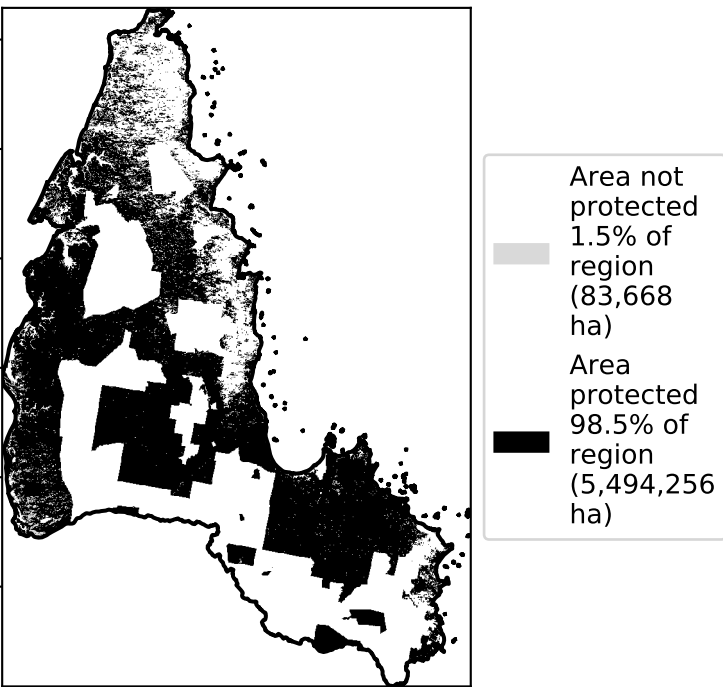 Area not
protected
1.5% of
region
(83,668
ha)
Area
protected
98.5% of
region
(5,494,256
ha)